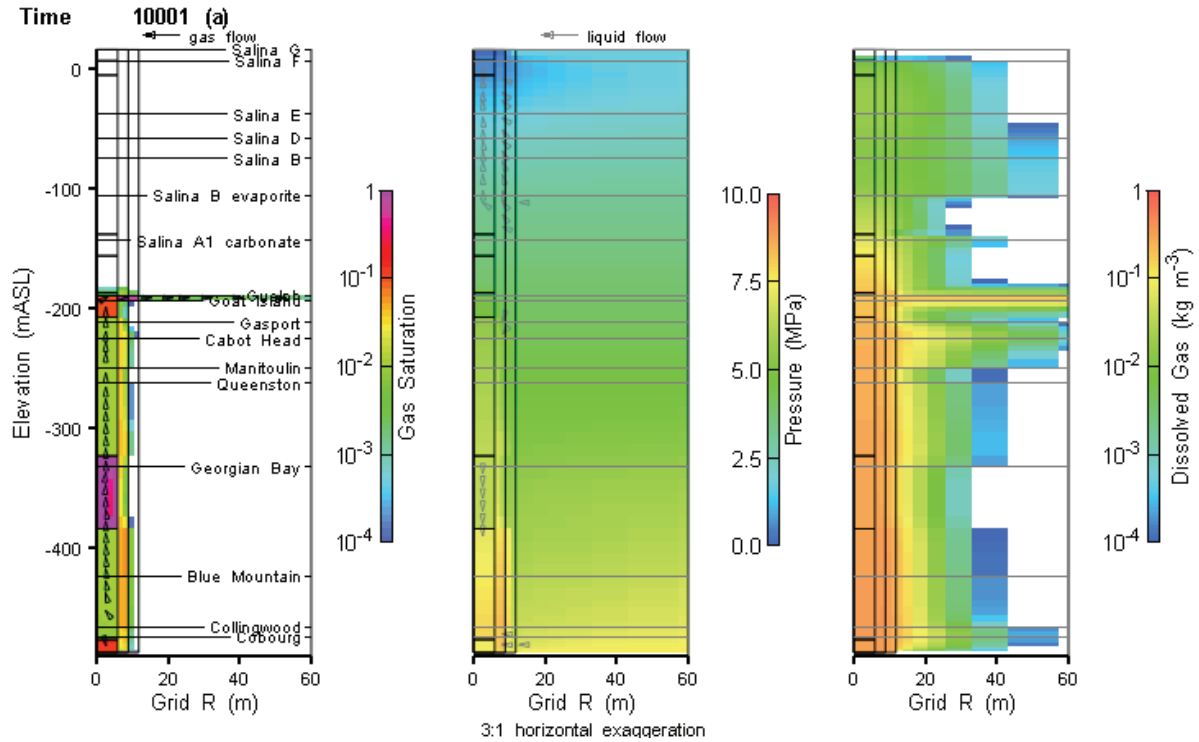 Time 10001 (a)
gas flow
liquid flow
Salina G
Salina F
Salina E
Salina D
Salina B
Salina B evaporite
Salina A1 carbonate
Guelph
Goat Island
Gasport
Cabot Head
Manitoulin
Queenston
Georgian Bay
Blue Mountain
Collingwood
Cobourg
Elevation (mASL)
0
-100
-200
-300
-400
0 20 40 60
Grid R (m)
1
10⁻¹
10⁻²
10⁻³
10⁻⁴
Gas Saturation
0 20 40 60
Grid R (m)
3:1 horizontal exaggeration
10.0
7.5
5.0
2.5
0.0
Pressure (MPa)
0 20 40 60
Grid R (m)
1
10⁻¹
10⁻²
10⁻³
10⁻⁴
Dissolved Gas (kg m⁻³)